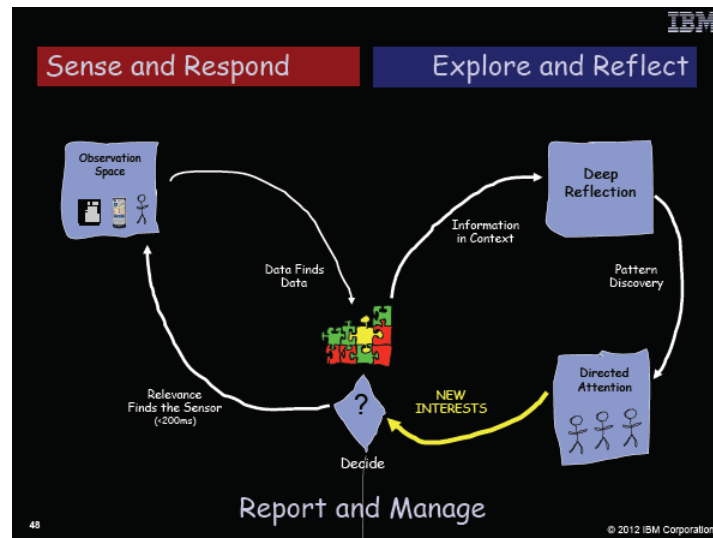 IBM
Sense and Respond
Explore and Reflect
Observation
Space
Data Finds
Data
Information
in Context
Deep
Reflection
Pattern
Discovery
Directed
Attention
NEW
INTERESTS
?
Decide
Relevance
Finds the Sensor
(<200ms)
Report and Manage
48
© 2012 IBM Corporation